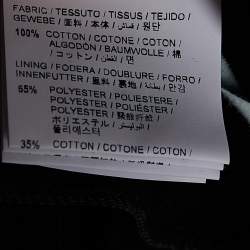 FABRIC / TESSUTO / TISSUS / TEJIDO /
GEWEBE / 面料 / 本体 / قماش / 원단
100% COTTON / COTONE / COTON /
ALGODÓN / BAUMWOLLE / 棉
/ コットン / قطن / 면
LINING / FODERA / DOUBLURE / FORRO /
INNENFUTTER / 里料 / 裏地 / بطانة / 안감
65% POLYESTER / POLIESTERE /
POLYESTER / POLIÉSTER /
POLYESTER / 聚酯纤维 /
ポリエステル / البوليستر /
폴리에스터
35% COTTON / COTONE / COTON /